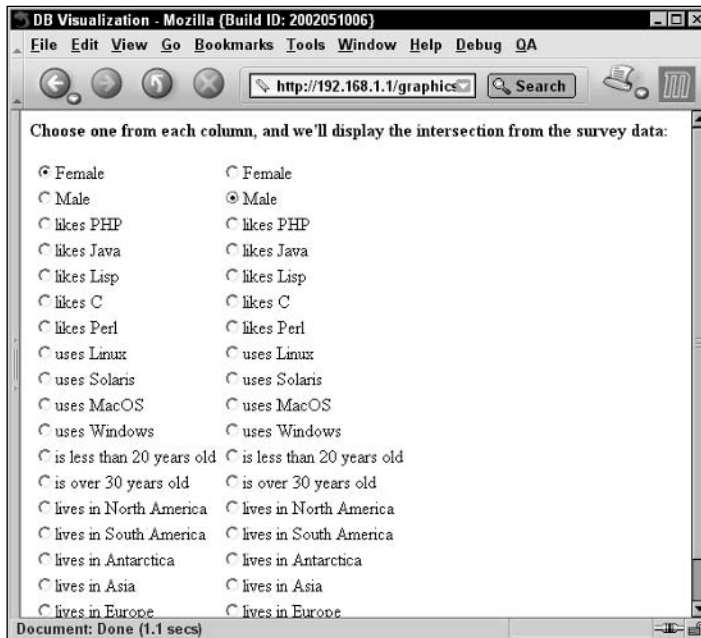 DB Visualization - Mozilla {Build ID: 2002051006}
File Edit View Go Bookmarks Tools Window Help Debug QA
http://192.168.1.1/graphics Search
Choose one from each column, and we'll display the intersection from the survey data:
Female Female
Male Male
likes PHP likes PHP
likes Java likes Java
likes Lisp likes Lisp
likes C likes C
likes Perl likes Perl
uses Linux uses Linux
uses Solaris uses Solaris
uses MacOS uses MacOS
uses Windows uses Windows
is less than 20 years old is less than 20 years old
is over 30 years old is over 30 years old
lives in North America lives in North America
lives in South America lives in South America
lives in Antarctica lives in Antarctica
lives in Asia lives in Asia
lives in Europe lives in Europe
Document: Done (1.1 secs)